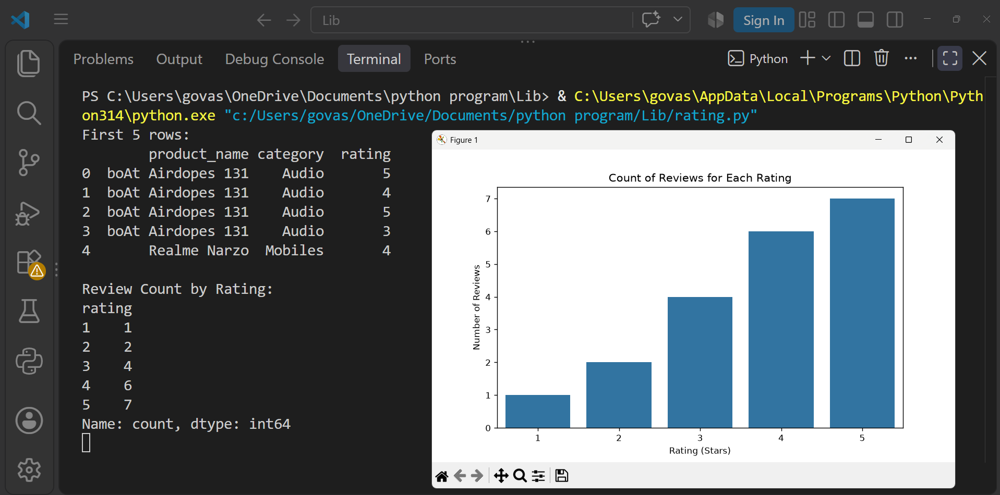 Lib
Sign In
Problems Output Debug Console Terminal Ports
Python
PS C:\Users\govas\OneDrive\Documents\python program\Lib> & C:\Users\govas\AppData\Local\Programs\Python\Pyth
on314\python.exe "c:/Users/govas/OneDrive/Documents/python program/Lib/rating.py"
First 5 rows:
product_name category rating
0 boAt Airdopes 131 Audio 5
1 boAt Airdopes 131 Audio 4
2 boAt Airdopes 131 Audio 5
3 boAt Airdopes 131 Audio 3
4 Realme Narzo Mobiles 4
Review Count by Rating:
rating
1 1
2 2
3 4
4 6
5 7
Name: count, dtype: int64
Figure 1
Count of Reviews for Each Rating
Number of Reviews
7
6
5
4
3
2
1
0
1 2 3 4 5
Rating (Stars)